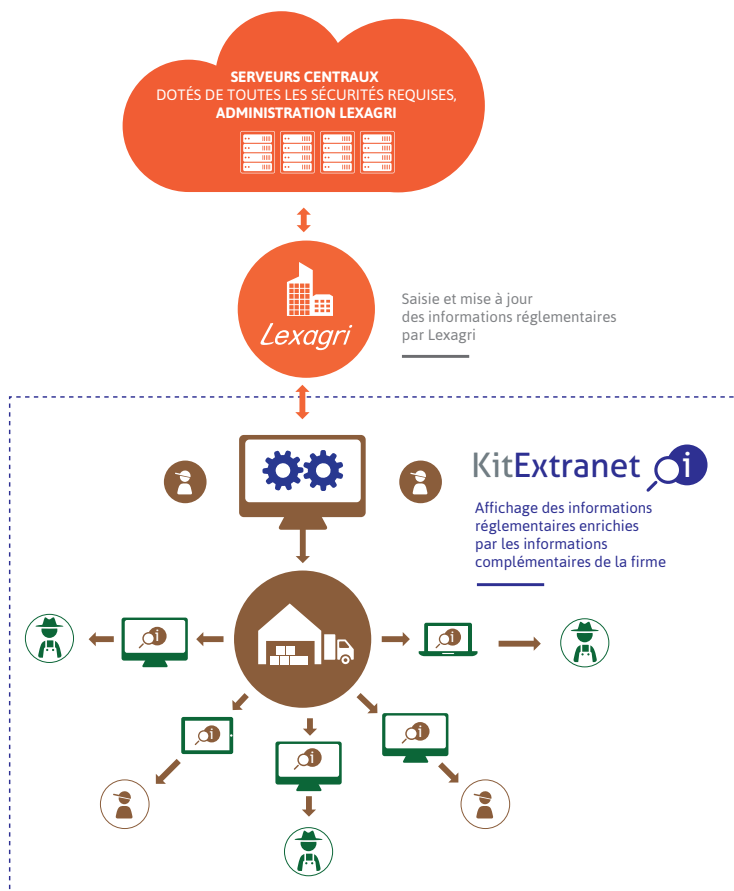 SERVEURS CENTRAUX
DOTÉS DE TOUTES LES SÉCURITÉS REQUISES,
ADMINISTRATION LEXAGRI
Lexagri
Saisie et mise à jour
des informations réglementaires
par Lexagri
KitExtranet i
Affichage des informations
réglementaires enrichies
par les informations
complémentaires de la firme
i
i
i
i
i